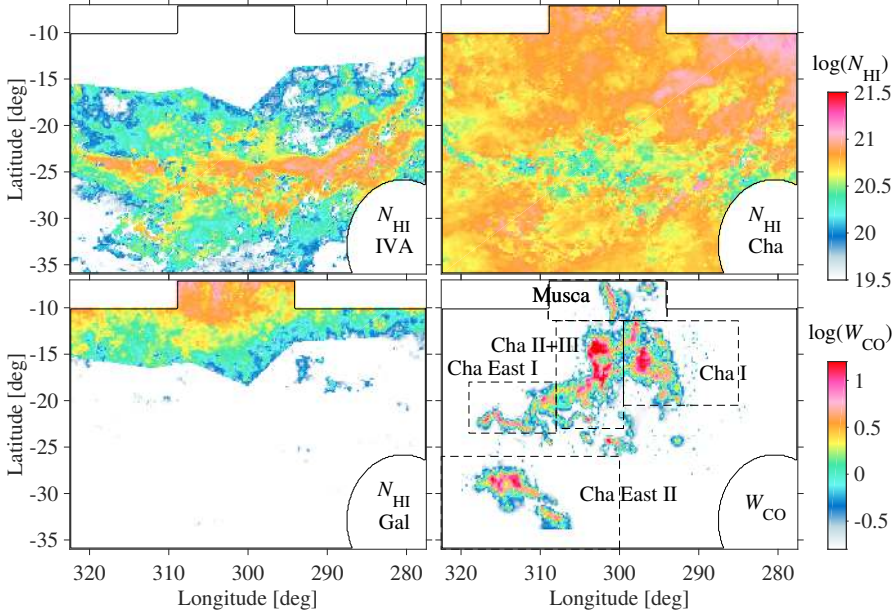 -10
-15
-20
-25
-30
-35
Latitude [deg]
N_HI
IVA
N_HI
Cha
log(N_HI)
21.5
21
20.5
20
19.5
-10
-15
-20
-25
-30
-35
Latitude [deg]
N_HI
Gal
320 310 300 290 280
Longitude [deg]
Musca
Cha II+III
Cha East I
Cha I
Cha East II
W_CO
320 310 300 290 280
Longitude [deg]
log(W_CO)
1
0.5
0
-0.5